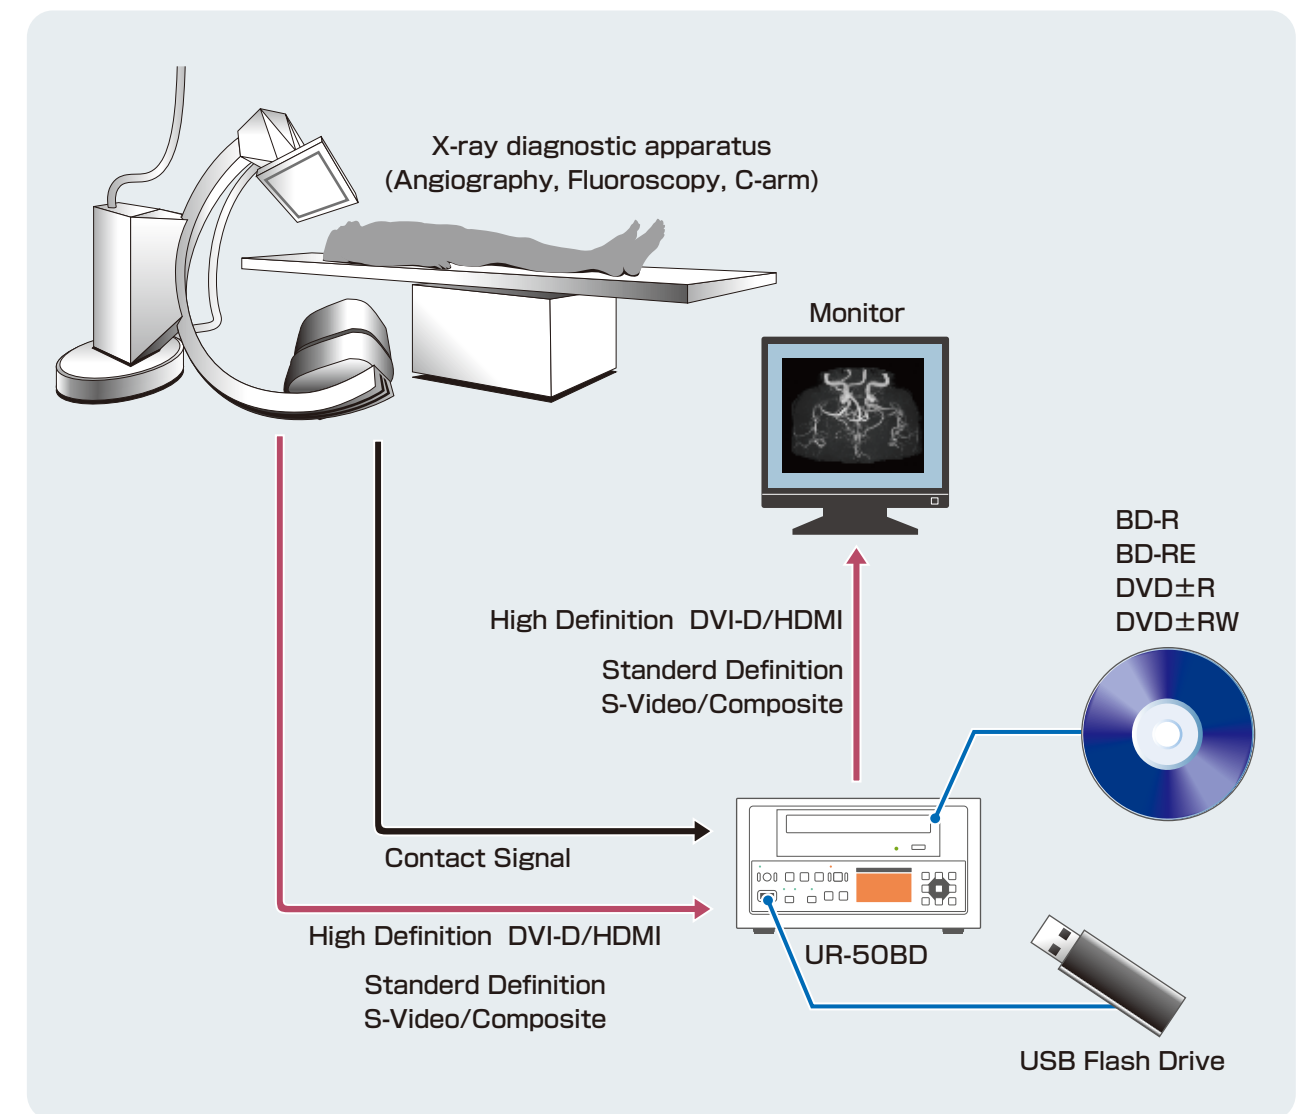 X-ray diagnostic apparatus
(Angiography, Fluoroscopy, C-arm)
Monitor
BD-R
BD-RE
DVD±R
DVD±RW
High Definition DVI-D/HDMI
Standerd Definition
S-Video/Composite
Contact Signal
High Definition DVI-D/HDMI
Standerd Definition
S-Video/Composite
UR-50BD
USB Flash Drive